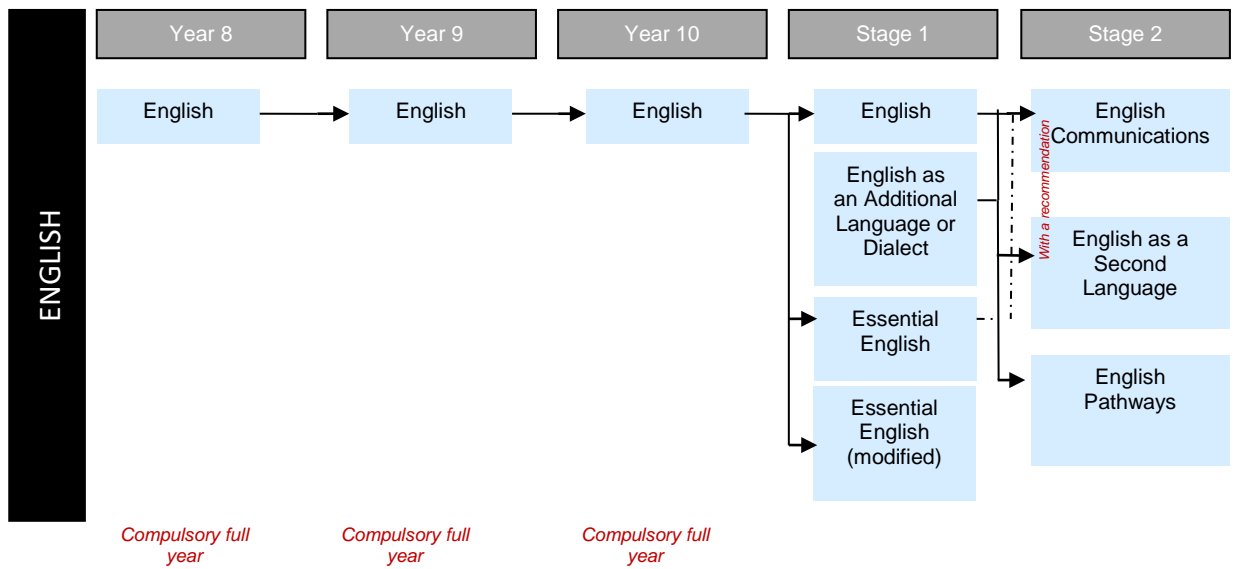 ENGLISH
Year 8
Year 9
Year 10
Stage 1
Stage 2
English
English
English
English
English as
an Additional
Language or
Dialect
Essential
English
Essential
English
(modified)
English
Communications
With a recommendation
English as a
Second
Language
English
Pathways
Compulsory full
year
Compulsory full
year
Compulsory full
year